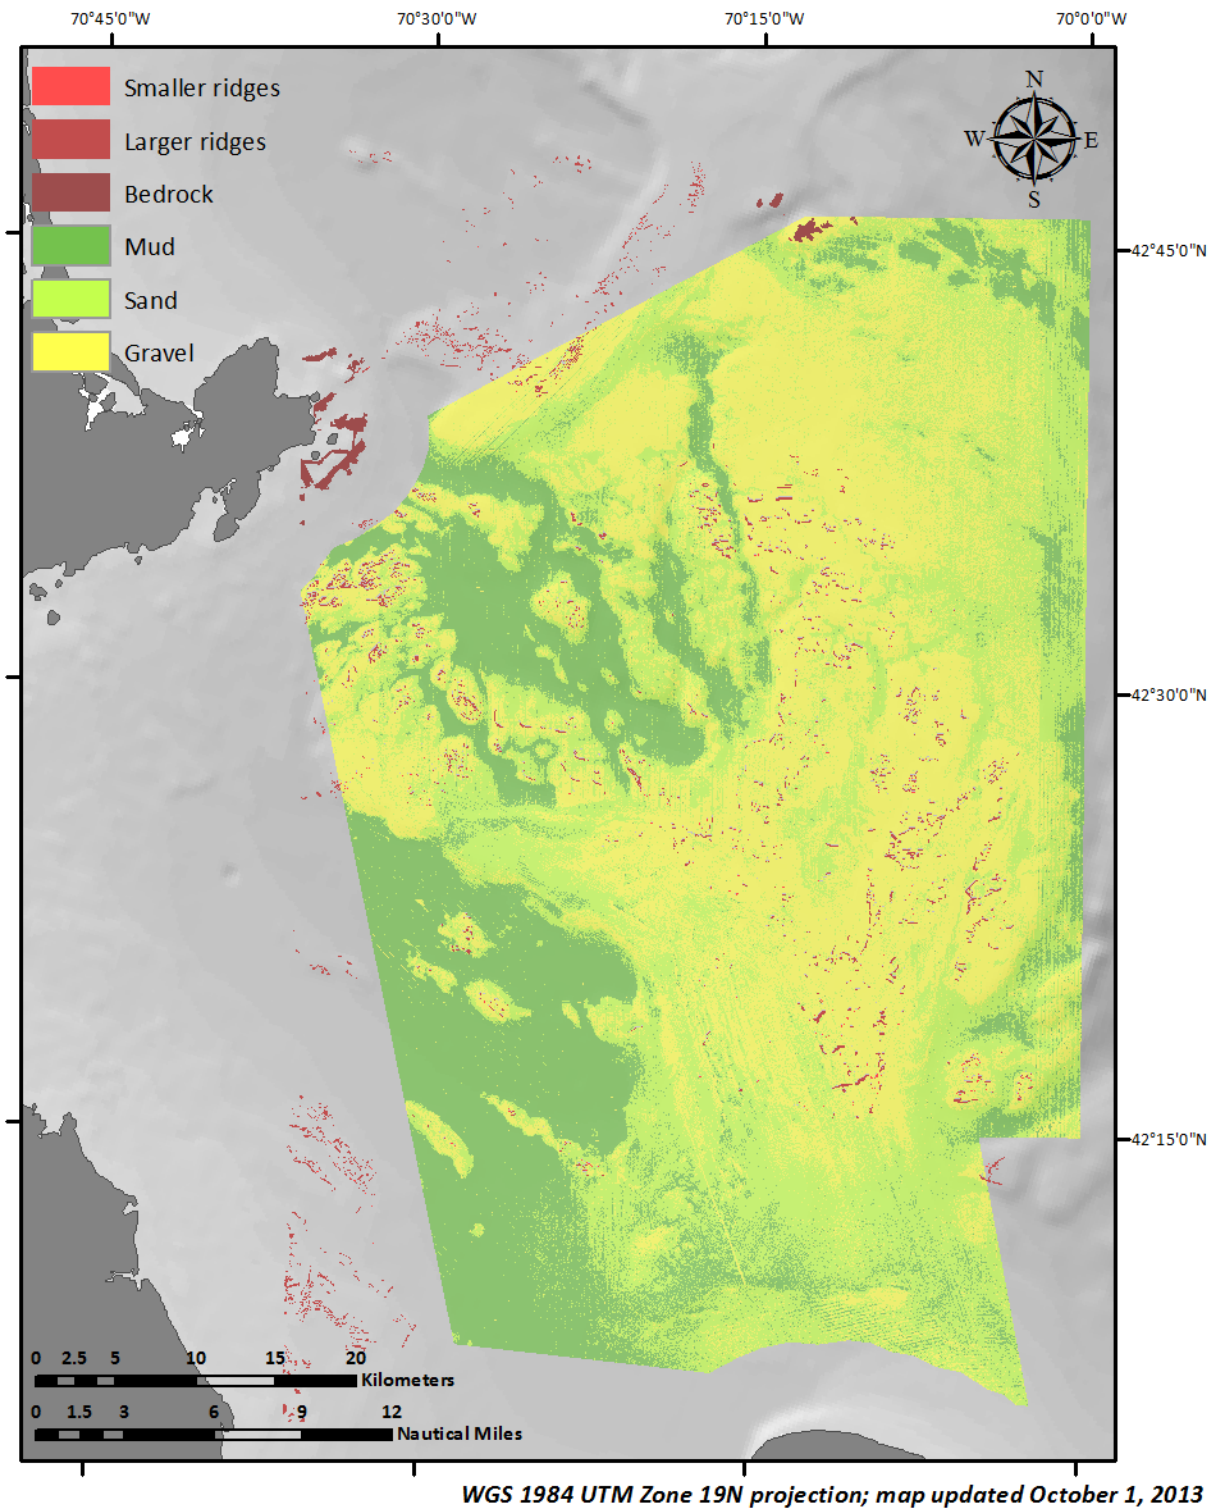 70°45'0"W 70°30'0"W 70°15'0"W 70°0'0"W
Smaller ridges
Larger ridges
Bedrock
Mud
Sand
Gravel
N
W E
S
42°45'0"N
42°30'0"N
42°15'0"N
0 2.5 5 10 15 20
Kilometers
0 1.5 3 6 9 12
Nautical Miles
WGS 1984 UTM Zone 19N projection; map updated October 1, 2013